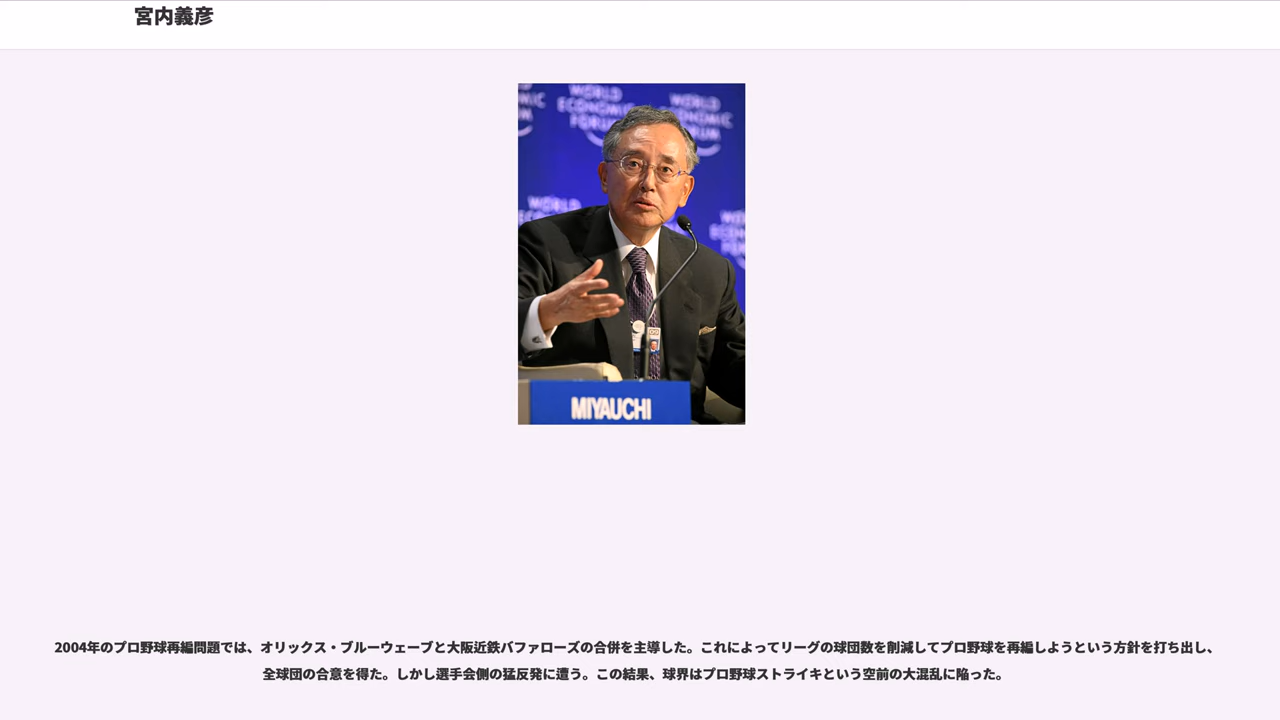 宮内義彦
WORLD ECONOMIC FORUM
WORLD ECONOMIC FORUM
WORLD
MIYAUCHI
2004年のプロ野球再編問題では、オリックス・ブルーウェーブと大阪近鉄バファローズの合併を主導した。これによってリーグの球団数を削減してプロ野球を再編しようという方針を打ち出し、
全球団の合意を得た。しかし選手会側の猛反発に遭う。この結果、球界はプロ野球ストライキという空前の大混乱に陥った。